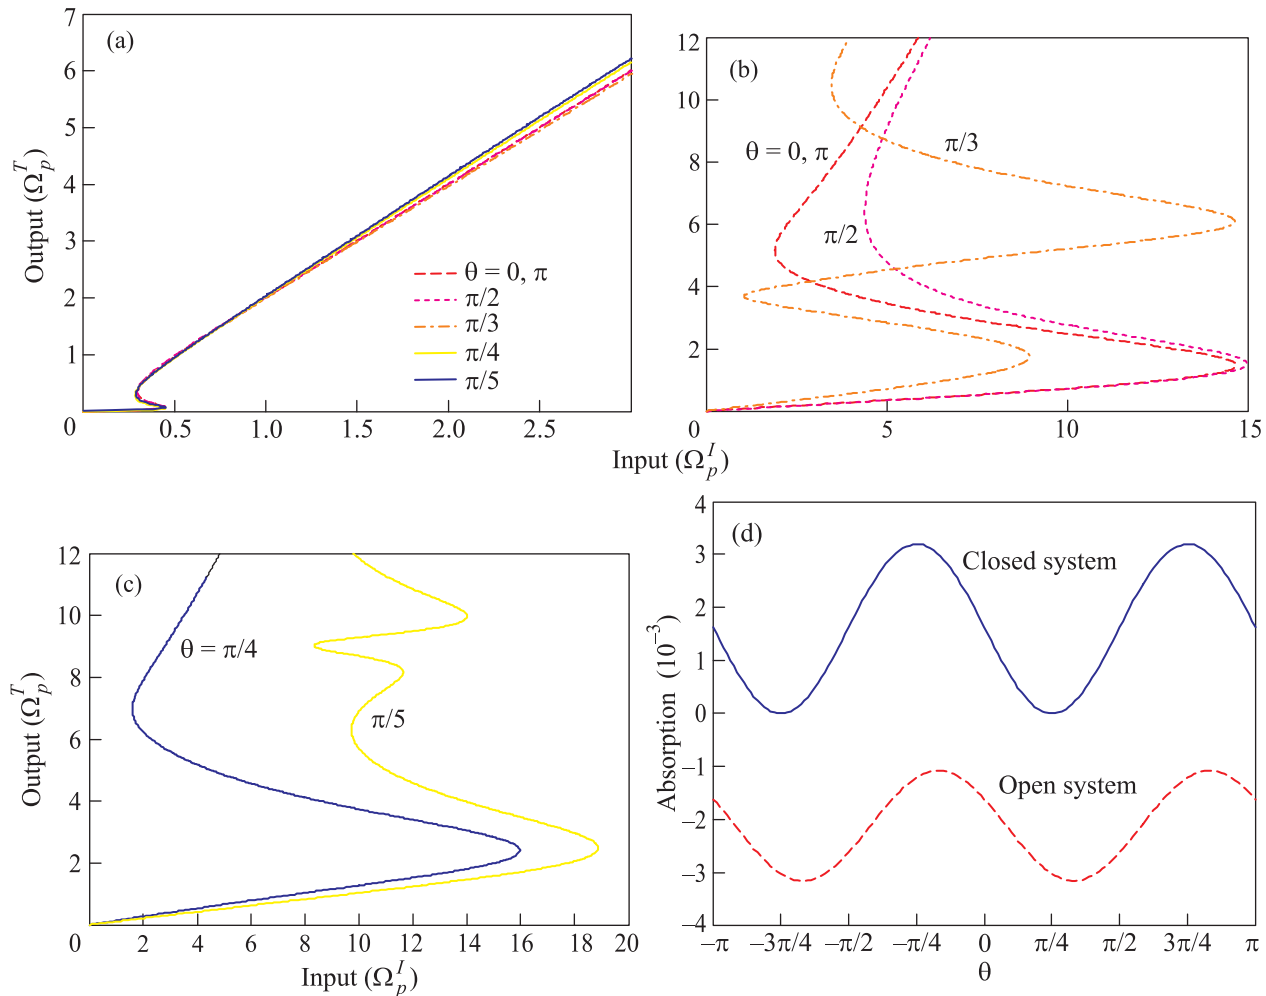 (a)
7
6
5
4
3
2
1
0
0.5
1.0
1.5
2.0
2.5
Output (Ω_p^T)
θ = 0, π
π/2
π/3
π/4
π/5
(b)
12
10
8
6
4
2
0
5
10
15
θ = 0, π
π/3
π/2
Input (Ω_p^I)
(c)
12
10
8
6
4
2
0
2
4
6
8
10
12
14
16
18
20
Output (Ω_p^T)
θ = π/4
π/5
Input (Ω_p^I)
(d)
4
3
2
1
0
−1
−2
−3
−4
Absorption (10⁻³)
Closed system
Open system
−π
−3π/4
−π/2
−π/4
0
π/4
π/2
3π/4
π
θ